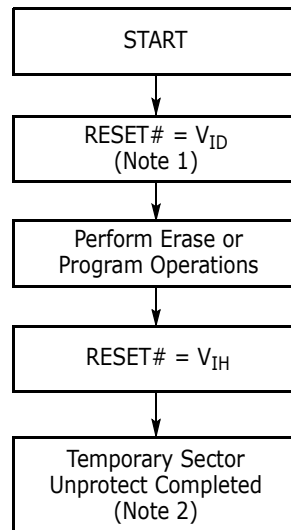 START
RESET# = VID
(Note 1)
Perform Erase or
Program Operations
RESET# = VIH
Temporary Sector
Unprotect Completed
(Note 2)